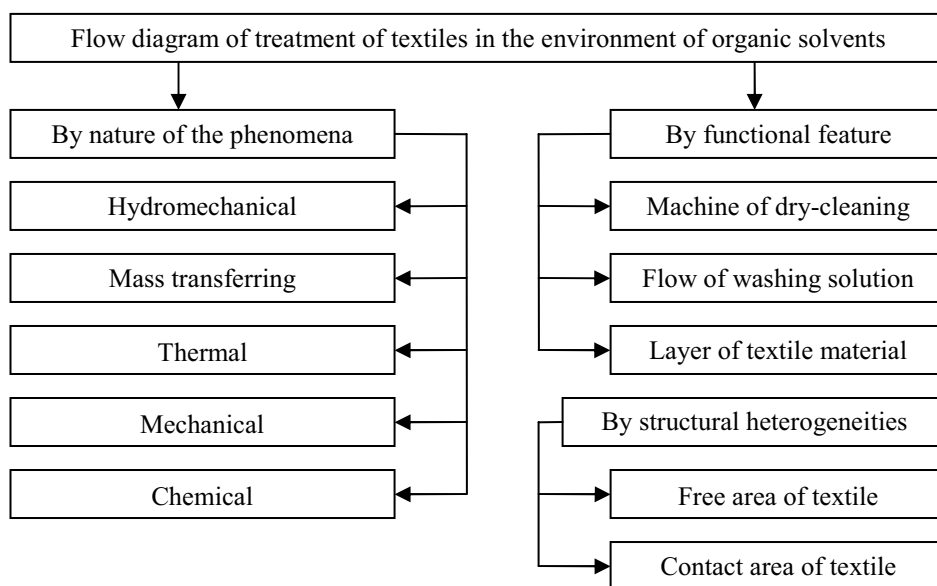 Flow diagram of treatment of textiles in the environment of organic solvents
By nature of the phenomena
Hydromechanical
Mass transferring
Thermal
Mechanical
Chemical
By functional feature
Machine of dry-cleaning
Flow of washing solution
Layer of textile material
By structural heterogeneities
Free area of textile
Contact area of textile